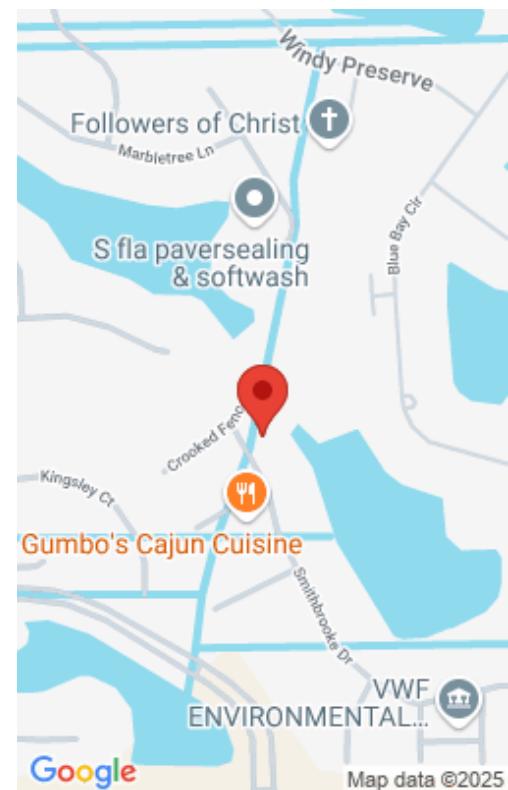 Windy Preserve
Followers of Christ
Marbletree Ln
S fla paversealing
& softwash
Blue Bay Cir
Crooked Fenc
Kingsley Ct
Gumbo's Cajun Cuisine
Smithbrooke Dr
VWF
ENVIRONMENTAL...
Google
Map data ©2025